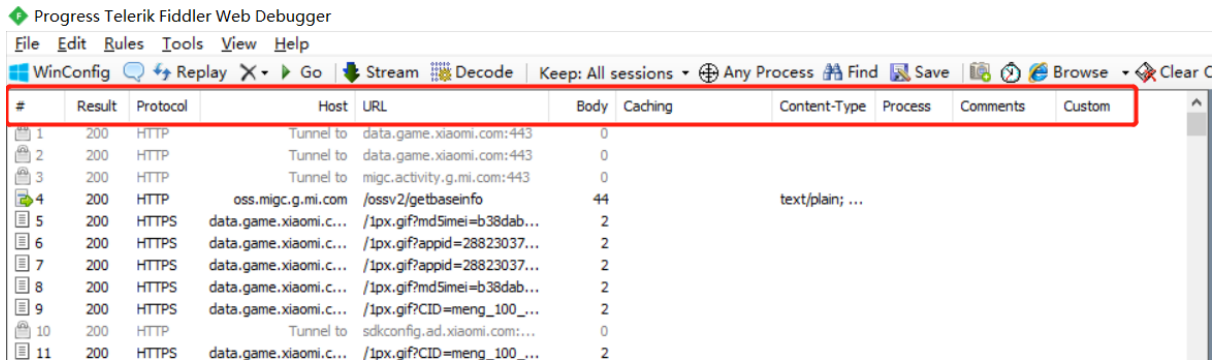 Progress Telerik Fiddler Web Debugger
File Edit Rules Tools View Help
WinConfig Replay Go Stream Decode Keep: All sessions Any Process Find Save Browse Clear C
# Result Protocol Host URL Body Caching Content-Type Process Comments Custom
1 200 HTTP Tunnel to data.game.xiaomi.com:443 0
2 200 HTTP Tunnel to data.game.xiaomi.com:443 0
3 200 HTTP Tunnel to migc.activity.g.mi.com:443 0
4 200 HTTP oss.migc.g.mi.com /ossv2/getbaseinfo 44 text/plain; ...
5 200 HTTPS data.game.xiaomi.c... /1px.gif?md5imei=b38dab... 2
6 200 HTTPS data.game.xiaomi.c... /1px.gif?appid=28823037... 2
7 200 HTTPS data.game.xiaomi.c... /1px.gif?appid=28823037... 2
8 200 HTTPS data.game.xiaomi.c... /1px.gif?md5imei=b38dab... 2
9 200 HTTPS data.game.xiaomi.c... /1px.gif?CID=meng_100_... 2
10 200 HTTP Tunnel to sdkconfig.ad.xiaomi.com:... 0
11 200 HTTPS data.game.xiaomi.c... /1px.gif?CID=meng_100_... 2